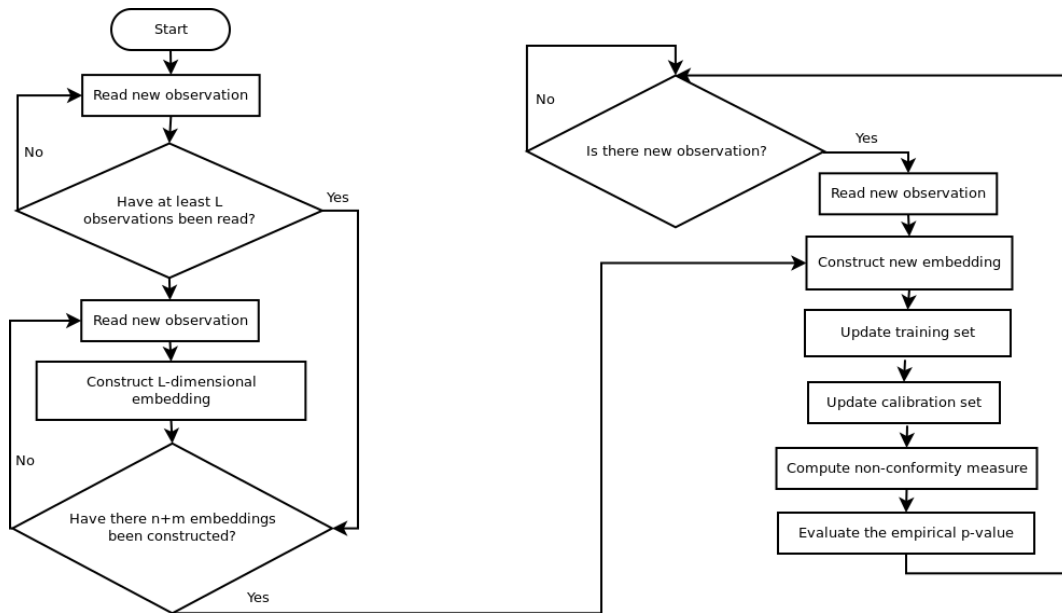 Start
Read new observation
No
Have at least L
observations been read?
Yes
Read new observation
Construct L-dimensional
embedding
No
Have there n+m embeddings
been constructed?
Yes
No
Is there new observation?
Yes
Read new observation
Construct new embedding
Update training set
Update calibration set
Compute non-conformity measure
Evaluate the empirical p-value